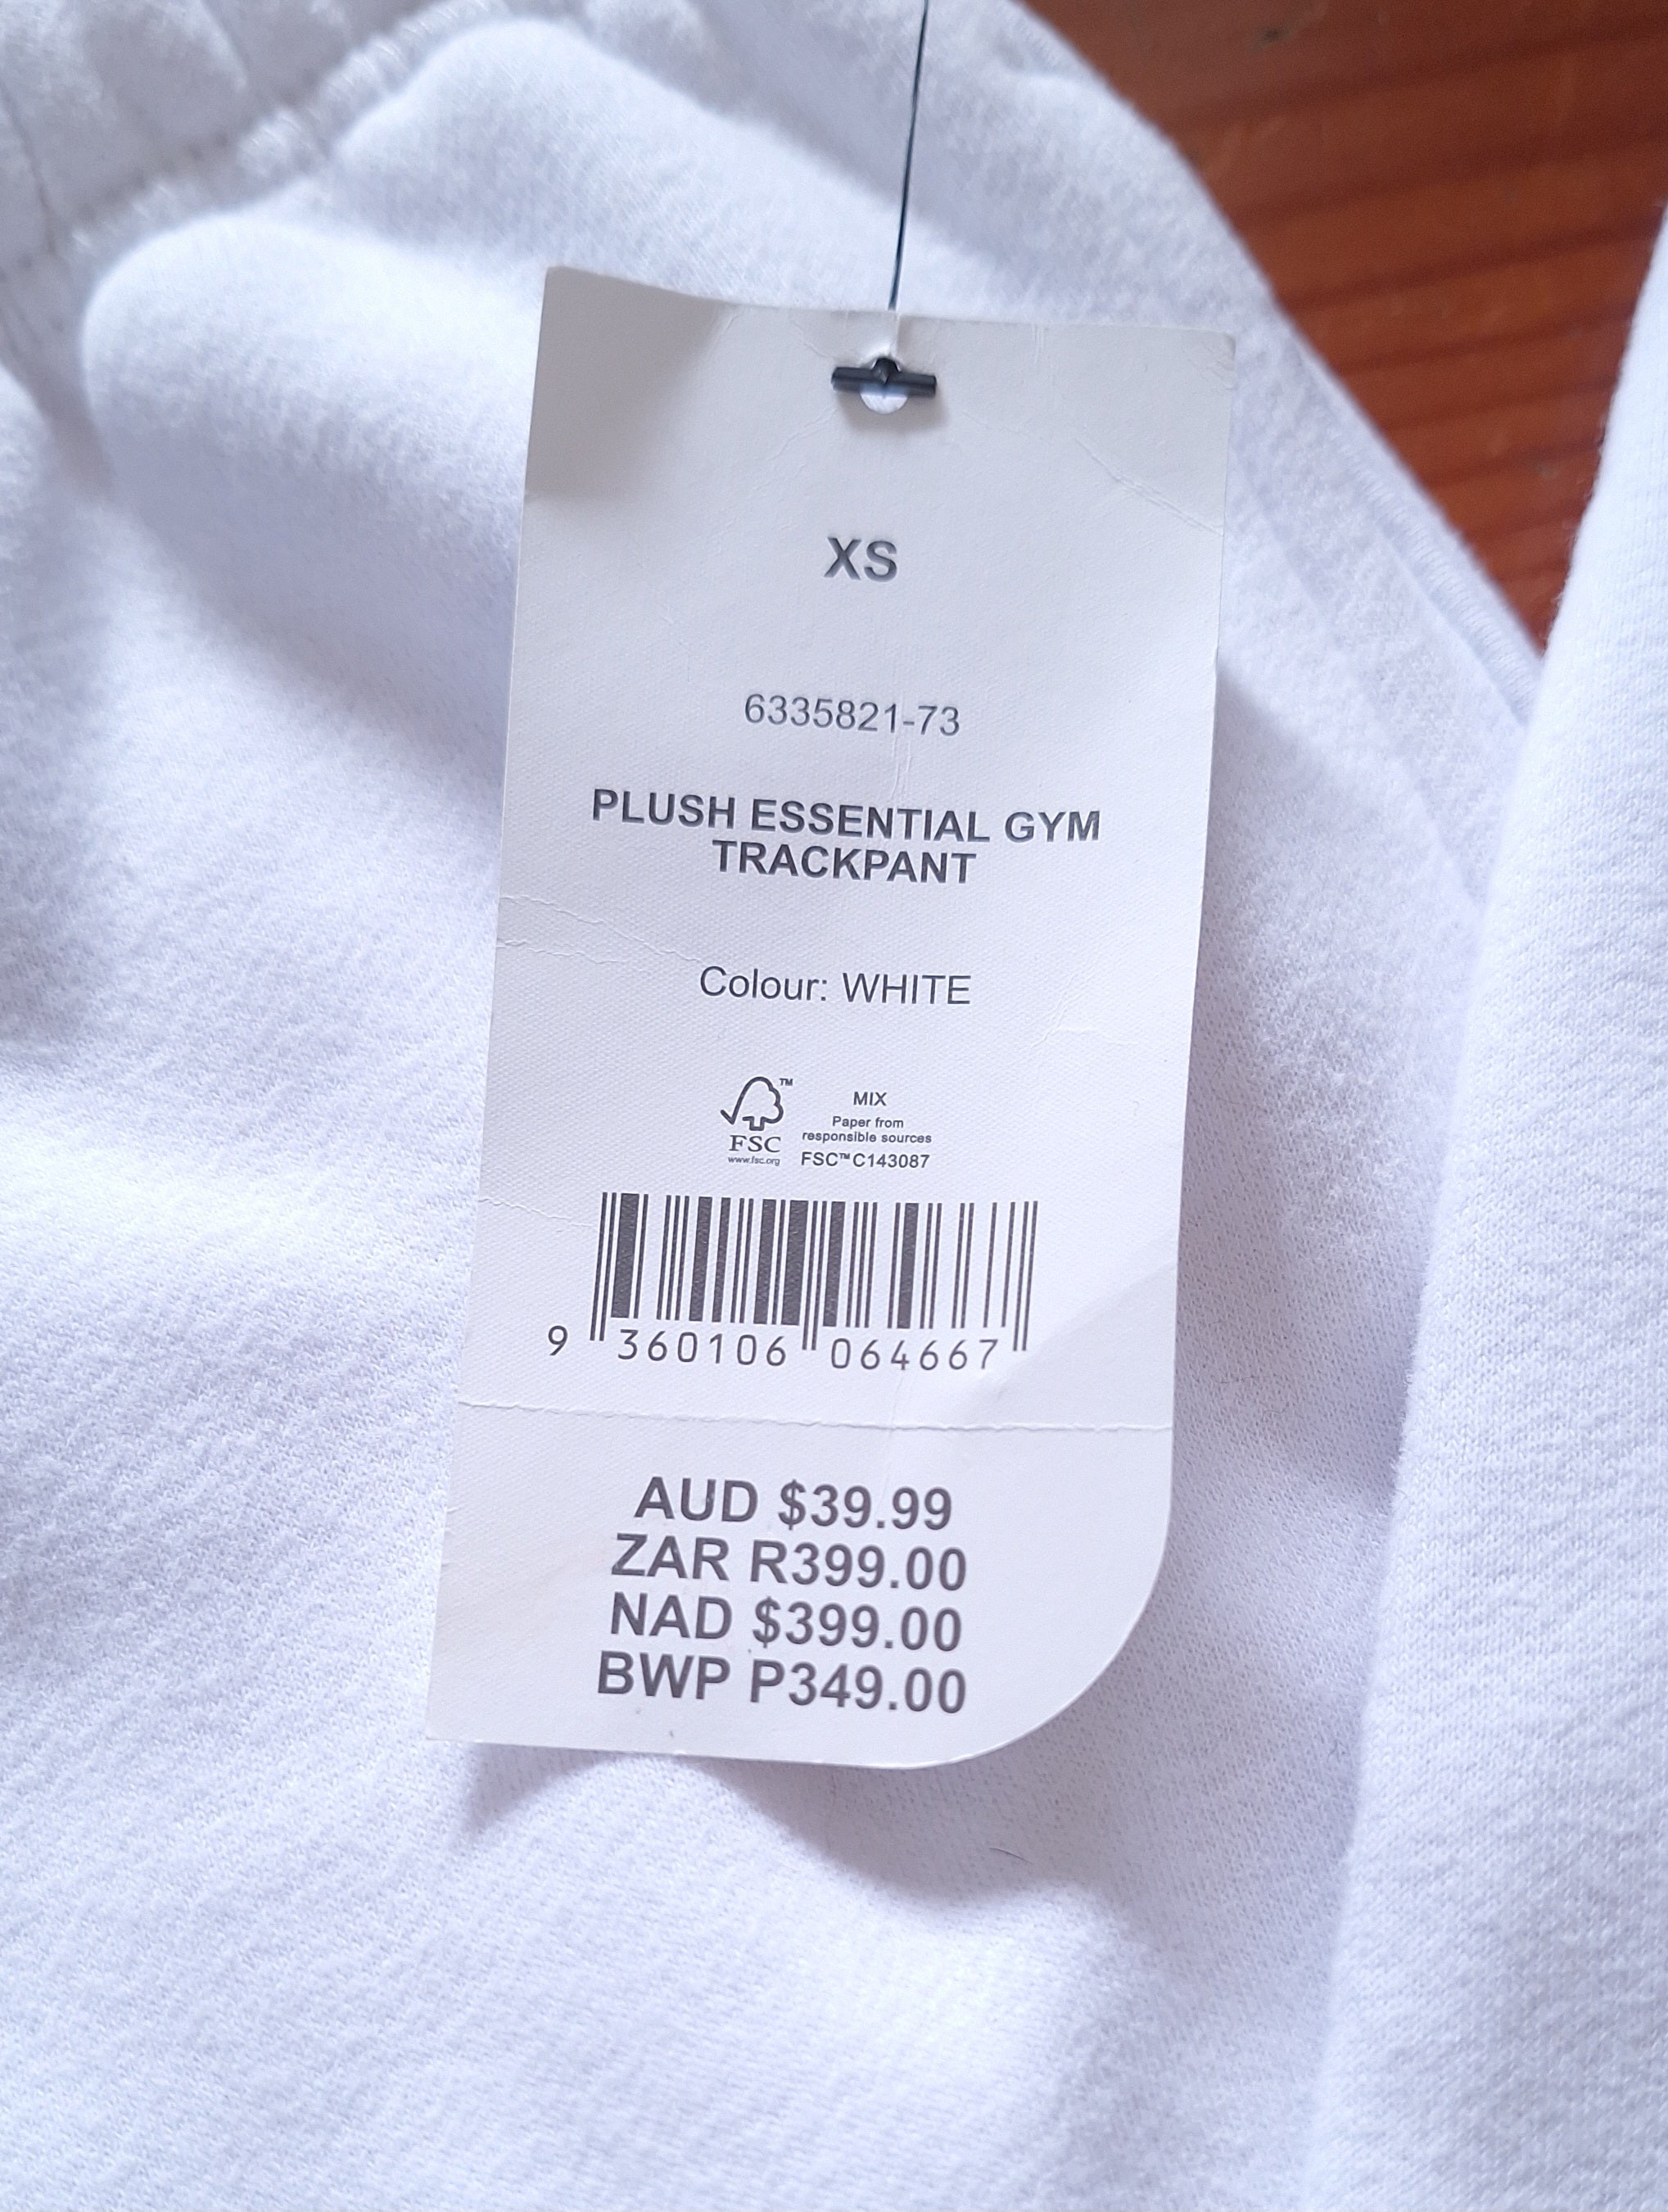 XS
6335821-73
PLUSH ESSENTIAL GYM
TRACKPANT
Colour: WHITE
TM
FSC
www.fsc.org
MIX
Paper from
responsible sources
FSC™ C143087
9 360106 064667
AUD $39.99
ZAR R399.00
NAD $399.00
BWP P349.00